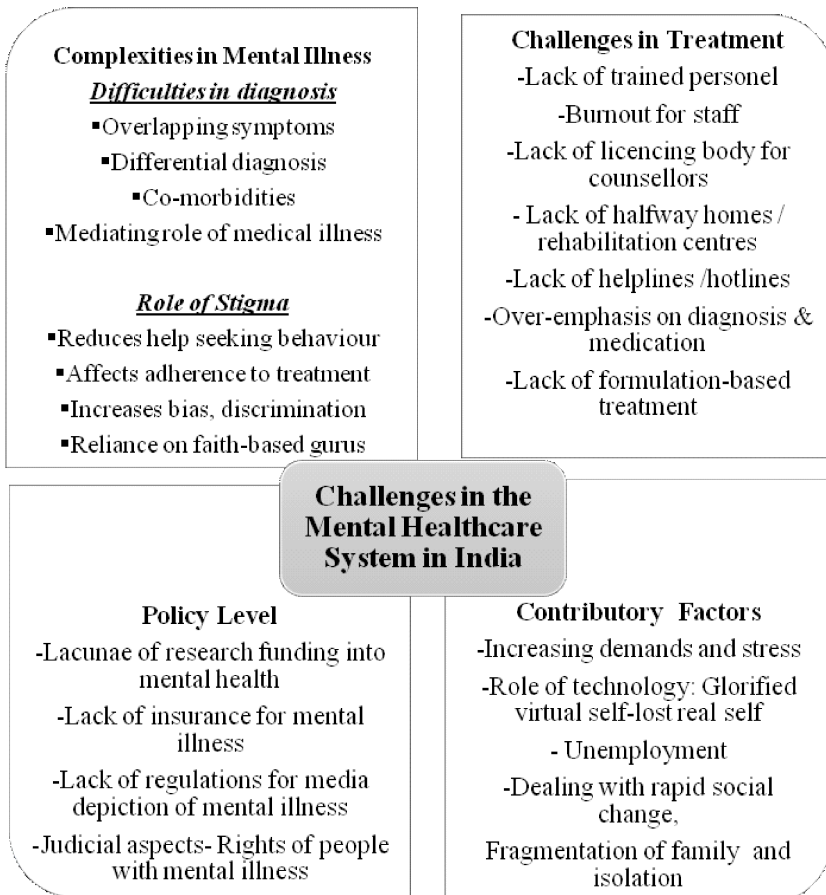 Complexities in Mental Illness
Difficulties in diagnosis
▪Overlapping symptoms
▪Differential diagnosis
▪Co-morbidities
▪Mediating role of medical illness
Role of Stigma
▪Reduces help seeking behaviour
▪Affects adherence to treatment
▪Increases bias, discrimination
▪Reliance on faith-based gurus
Challenges in Treatment
-Lack of trained personel
-Burnout for staff
-Lack of licencing body for
counsellors
- Lack of halfway homes /
rehabilitation centres
-Lack of helplines /hotlines
-Over-emphasis on diagnosis &
medication
-Lack of formulation-based
treatment
Challenges in the
Mental Healthcare
System in India
Policy Level
-Lacunae of research funding into
mental health
-Lack of insurance for mental
illness
-Lack of regulations for media
depiction of mental illness
-Judicial aspects- Rights of people
with mental illness
Contributory Factors
-Increasing demands and stress
-Role of technology: Glorified
virtual self-lost real self
- Unemployment
-Dealing with rapid social
change,
Fragmentation of family and
isolation